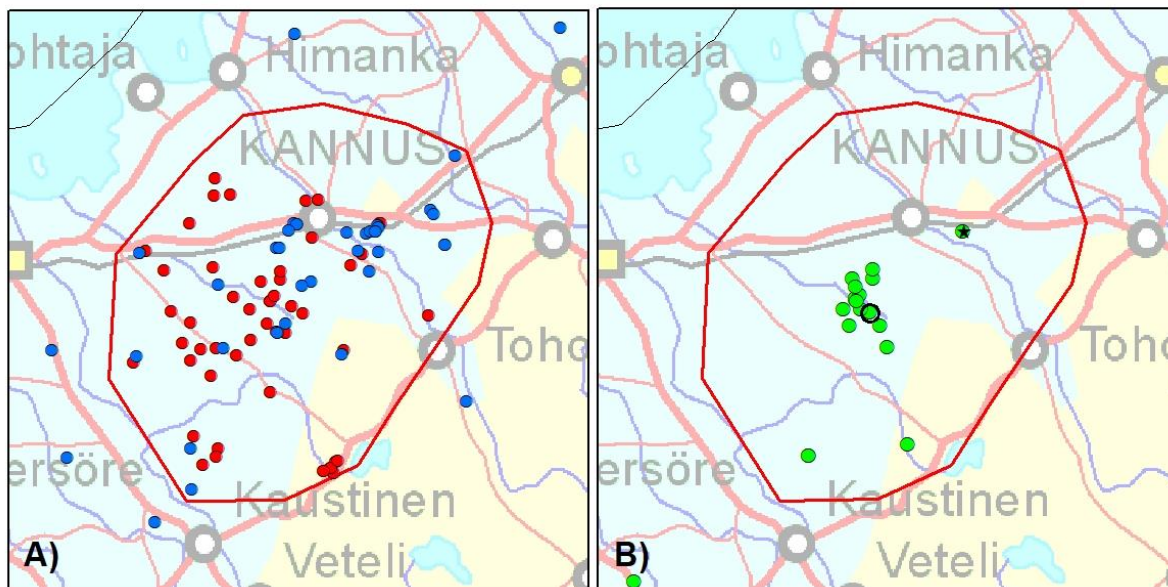 ohtaja
Himanka
KANNUS
Toho
ersöre
Kaustinen
Veteli
A)
ohtaja
Himanka
KANNUS
Toho
ersöre
Kaustinen
Veteli
B)